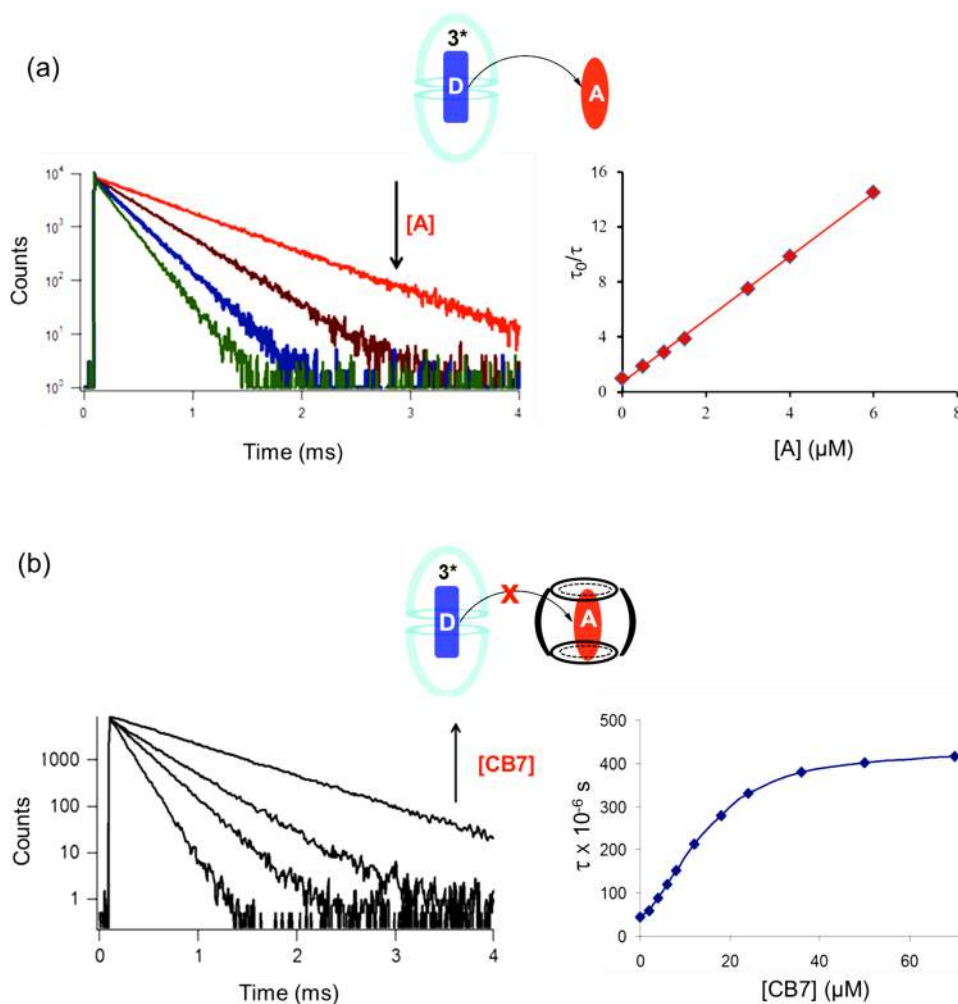 (a)
3*
D
A
10⁴
10³
10²
10¹
10⁰
Counts
[A]
0
1
2
3
4
Time (ms)
16
12
8
4
0
τ₀/τ
0
2
4
6
8
[A] (µM)
(b)
3*
D
X
A
1000
100
10
1
Counts
[CB7]
0
1
2
3
4
Time (ms)
500
400
300
200
100
0
τ x 10⁻⁶ s
0
20
40
60
[CB7] (µM)